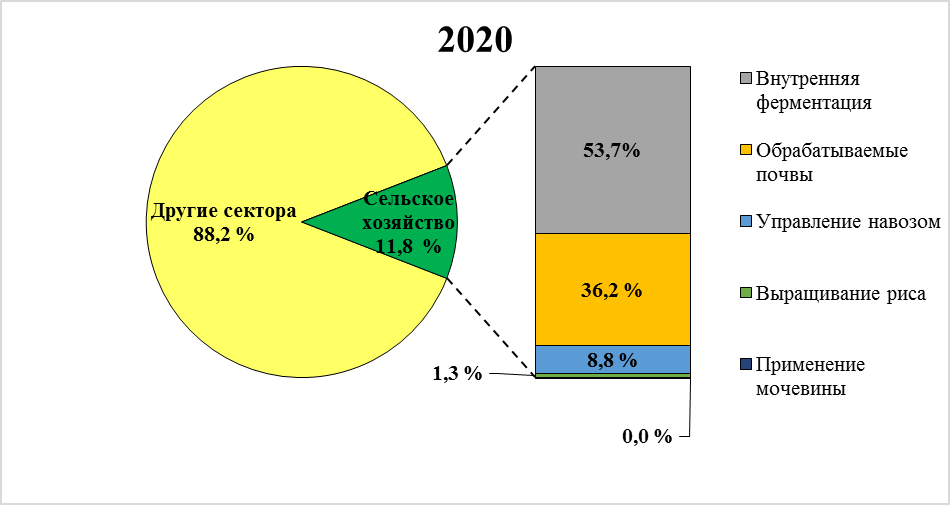 2020
Другие сектора
88,2 %
Сельское
хозяйство
11,8 %
53,7%
36,2 %
8,8 %
1,3 %
0,0 %
Внутренняя
ферментация
Обрабатываемые
почвы
Управление навозом
Выращивание риса
Применение
мочевины